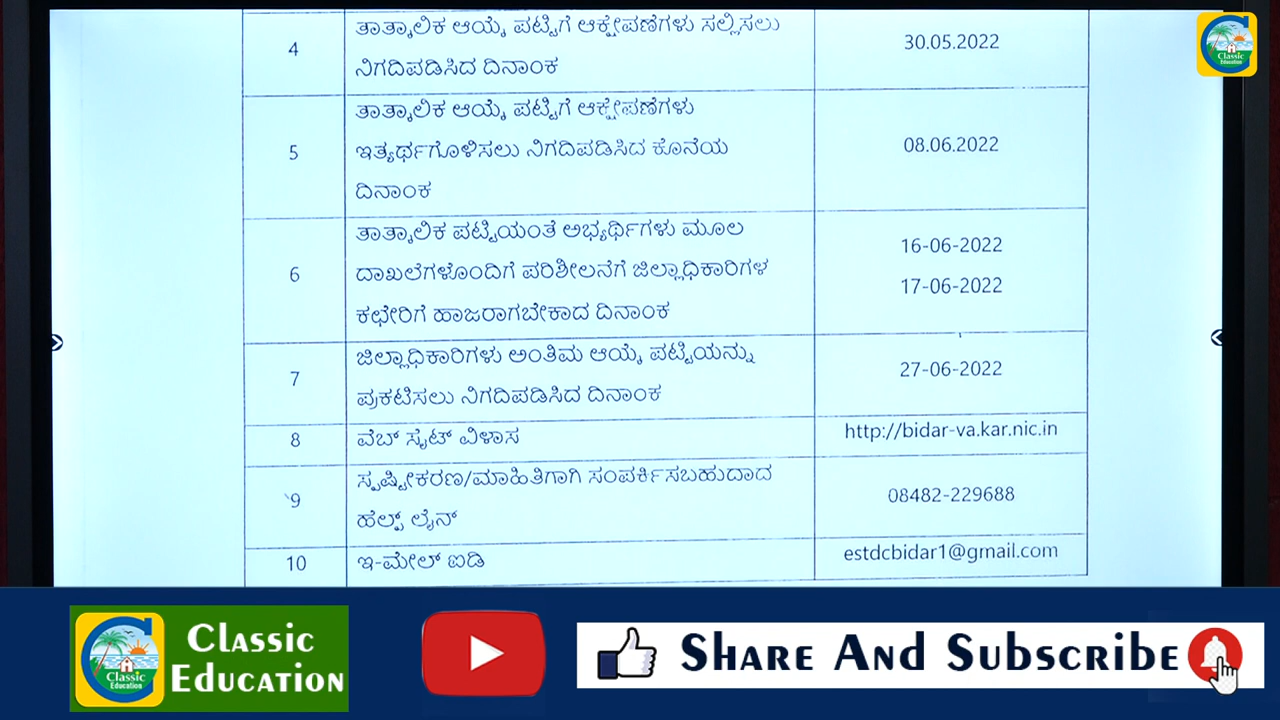 4
ತಾತ್ಕಾಲಿಕ ಆಯ್ಕೆ ಪಟ್ಟಿಗೆ ಆಕ್ಷೇಪಣೆಗಳು ಸಲ್ಲಿಸಲು
ನಿಗದಿಪಡಿಸಿದ ದಿನಾಂಕ
30.05.2022
5
ತಾತ್ಕಾಲಿಕ ಆಯ್ಕೆ ಪಟ್ಟಿಗೆ ಆಕ್ಷೇಪಣೆಗಳು
ಇತ್ಯರ್ಥಗೊಳಿಸಲು ನಿಗದಿಪಡಿಸಿದ ಕೊನೆಯ
ದಿನಾಂಕ
08.06.2022
6
ತಾತ್ಕಾಲಿಕ ಪಟ್ಟಿಯಂತೆ ಅಭ್ಯರ್ಥಿಗಳು ಮೂಲ
ದಾಖಲೆಗಳೊಂದಿಗೆ ಪರಿಶೀಲನೆಗೆ ಜಿಲ್ಲಾಧಿಕಾರಿಗಳ
ಕಛೇರಿಗೆ ಹಾಜರಾಗಬೇಕಾದ ದಿನಾಂಕ
16-06-2022
17-06-2022
7
ಜಿಲ್ಲಾಧಿಕಾರಿಗಳು ಅಂತಿಮ ಆಯ್ಕೆ ಪಟ್ಟಿಯನ್ನು
ಪ್ರಕಟಿಸಲು ನಿಗದಿಪಡಿಸಿದ ದಿನಾಂಕ
27-06-2022
8
ವೆಬ್ ಸೈಟ್ ವಿಳಾಸ
http://bidar-va.kar.nic.in
9
ಸ್ಪಷ್ಟೀಕರಣ/ಮಾಹಿತಿಗಾಗಿ ಸಂಪರ್ಕಿಸಬಹುದಾದ
ಹೆಲ್ಪ್ ಲೈನ್
08482-229688
10
ಇ-ಮೇಲ್ ಐಡಿ
estdcbidar1@gmail.com
Classic
Education
Classic
Education
Classic
Education
Share And Subscribe